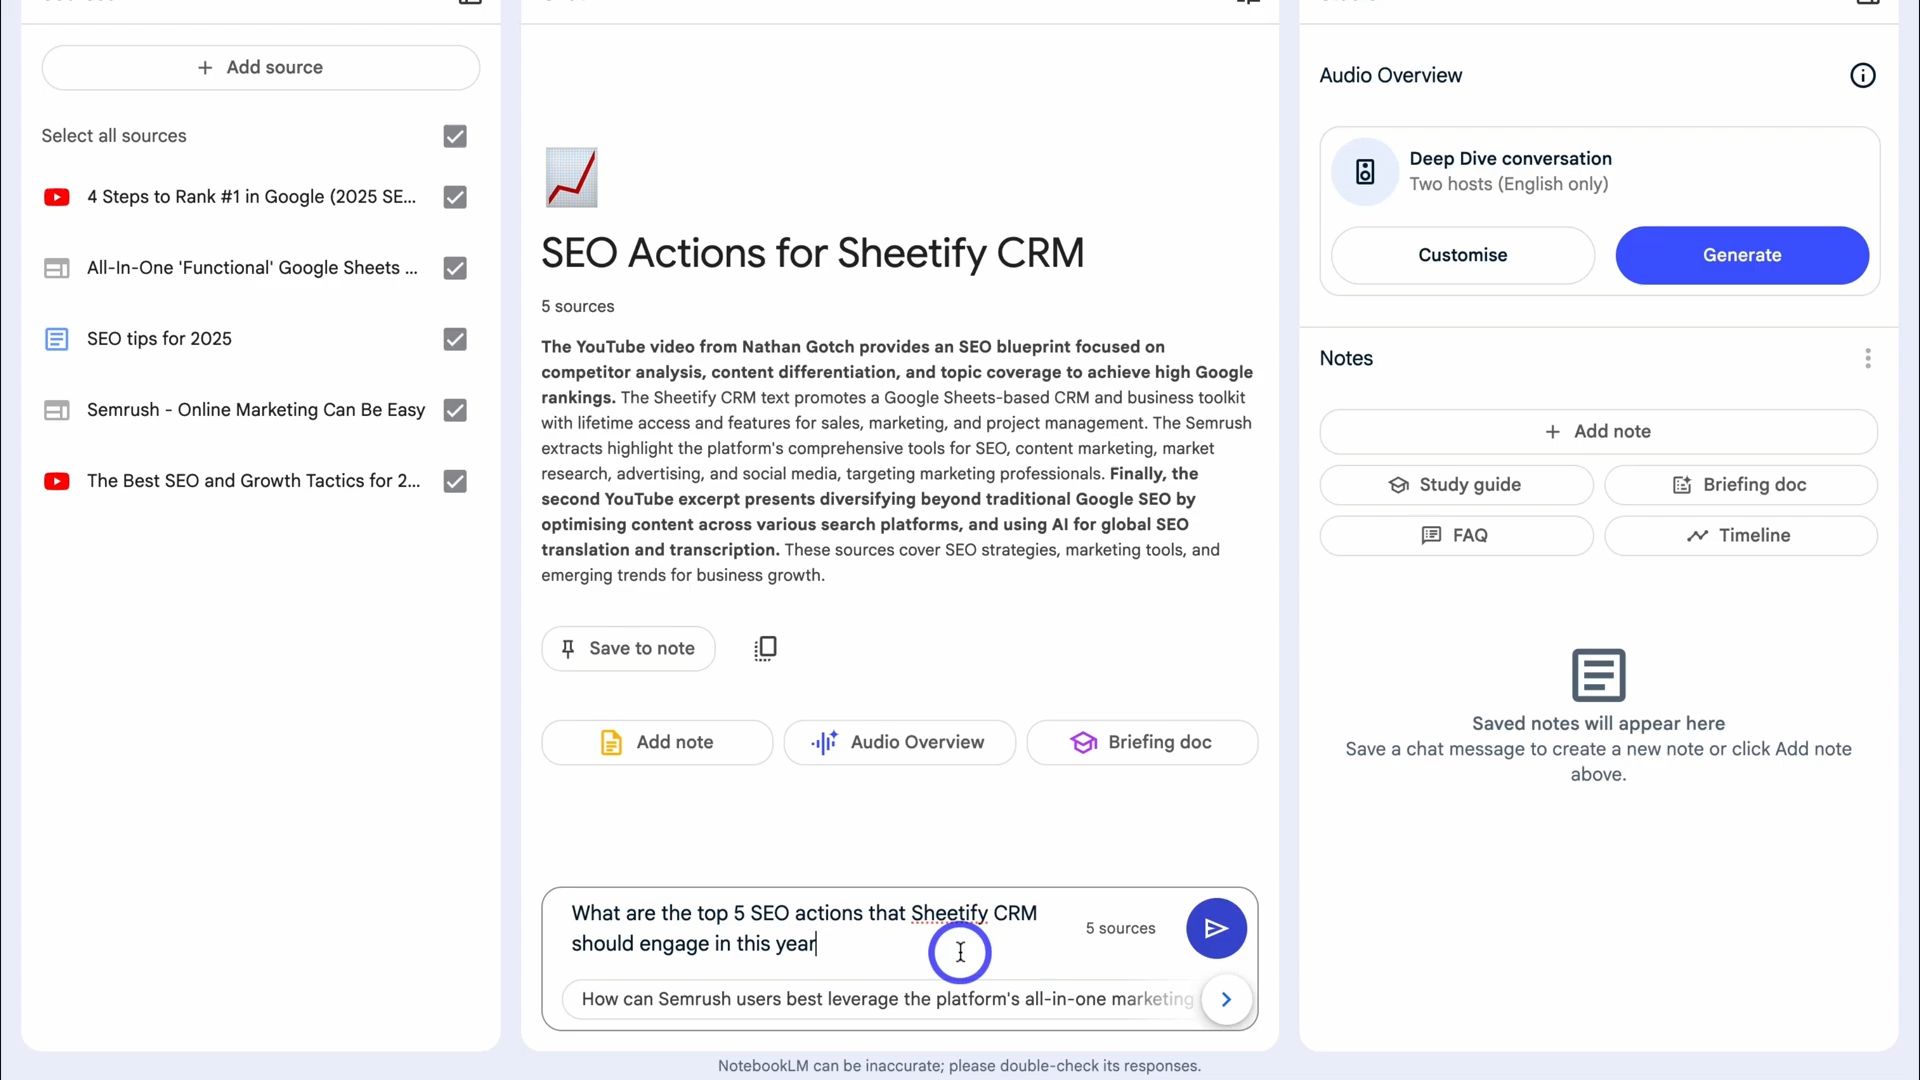 + Add source
Select all sources
4 Steps to Rank #1 in Google (2025 SE...
All-In-One 'Functional' Google Sheets ...
SEO tips for 2025
Semrush - Online Marketing Can Be Easy
The Best SEO and Growth Tactics for 2...
SEO Actions for Sheetify CRM
5 sources
The YouTube video from Nathan Gotch provides an SEO blueprint focused on
competitor analysis, content differentiation, and topic coverage to achieve high Google
rankings. The Sheetify CRM text promotes a Google Sheets-based CRM and business toolkit
with lifetime access and features for sales, marketing, and project management. The Semrush
extracts highlight the platform's comprehensive tools for SEO, content marketing, market
research, advertising, and social media, targeting marketing professionals. Finally, the
second YouTube excerpt presents diversifying beyond traditional Google SEO by
optimising content across various search platforms, and using AI for global SEO
translation and transcription. These sources cover SEO strategies, marketing tools, and
emerging trends for business growth.
Save to note
Add note
Audio Overview
Briefing doc
What are the top 5 SEO actions that Sheetify CRM
should engage in this year
5 sources
How can Semrush users best leverage the platform's all-in-one marketing
Audio Overview
Deep Dive conversation
Two hosts (English only)
Customise
Generate
Notes
+ Add note
Study guide
Briefing doc
FAQ
Timeline
Saved notes will appear here
Save a chat message to create a new note or click Add note
above.
NotebookLM can be inaccurate; please double-check its responses.